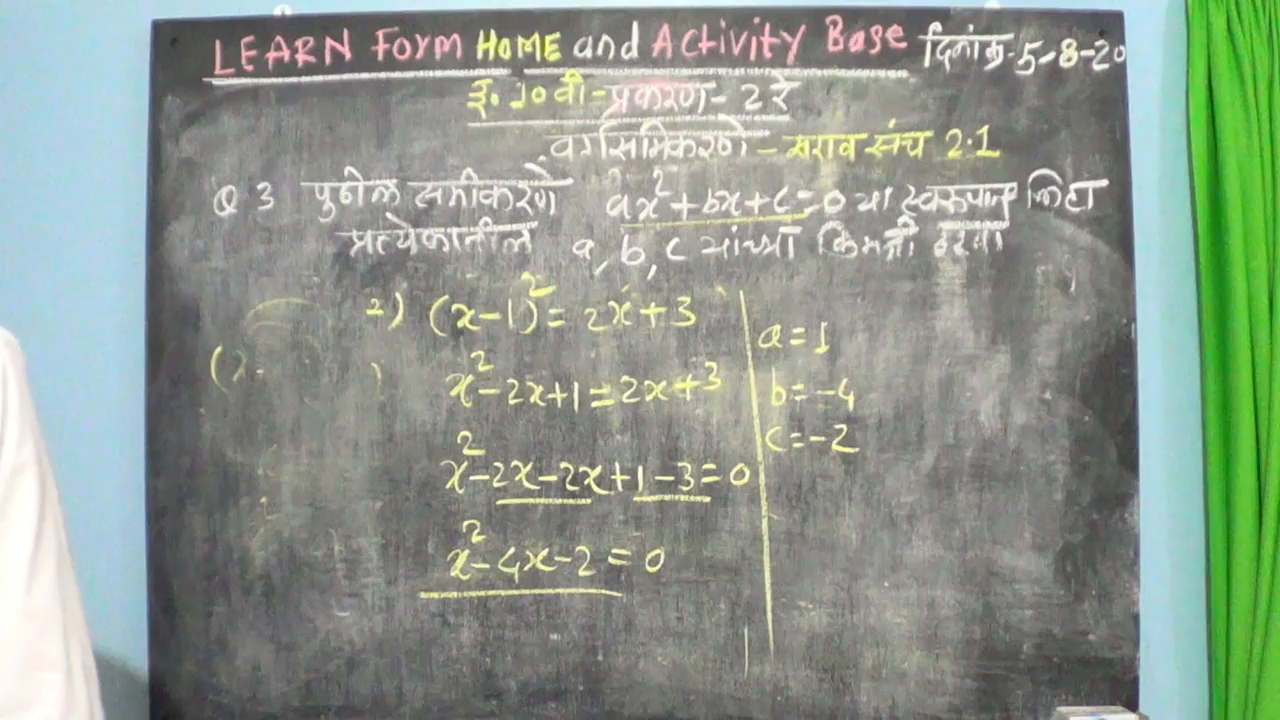 LEARN Form HOME and Activity Base दिनांक-5-8-20
इ. 10 वी - प्रकरण - 2 रे
वर्गसमिकरणे - सराव संच 2.1
Q 3 पुढील समीकरणे ax²+bx+c=0 या स्वरूपात लिहा
प्रत्येकातील a, b, c यांच्या किमती ठरवा
2) (x-1)² = 2x+3
x²-2x+1=2x+3
x²-2x-2x+1-3=0
x²-4x-2=0
a=1
b=-4
c=-2